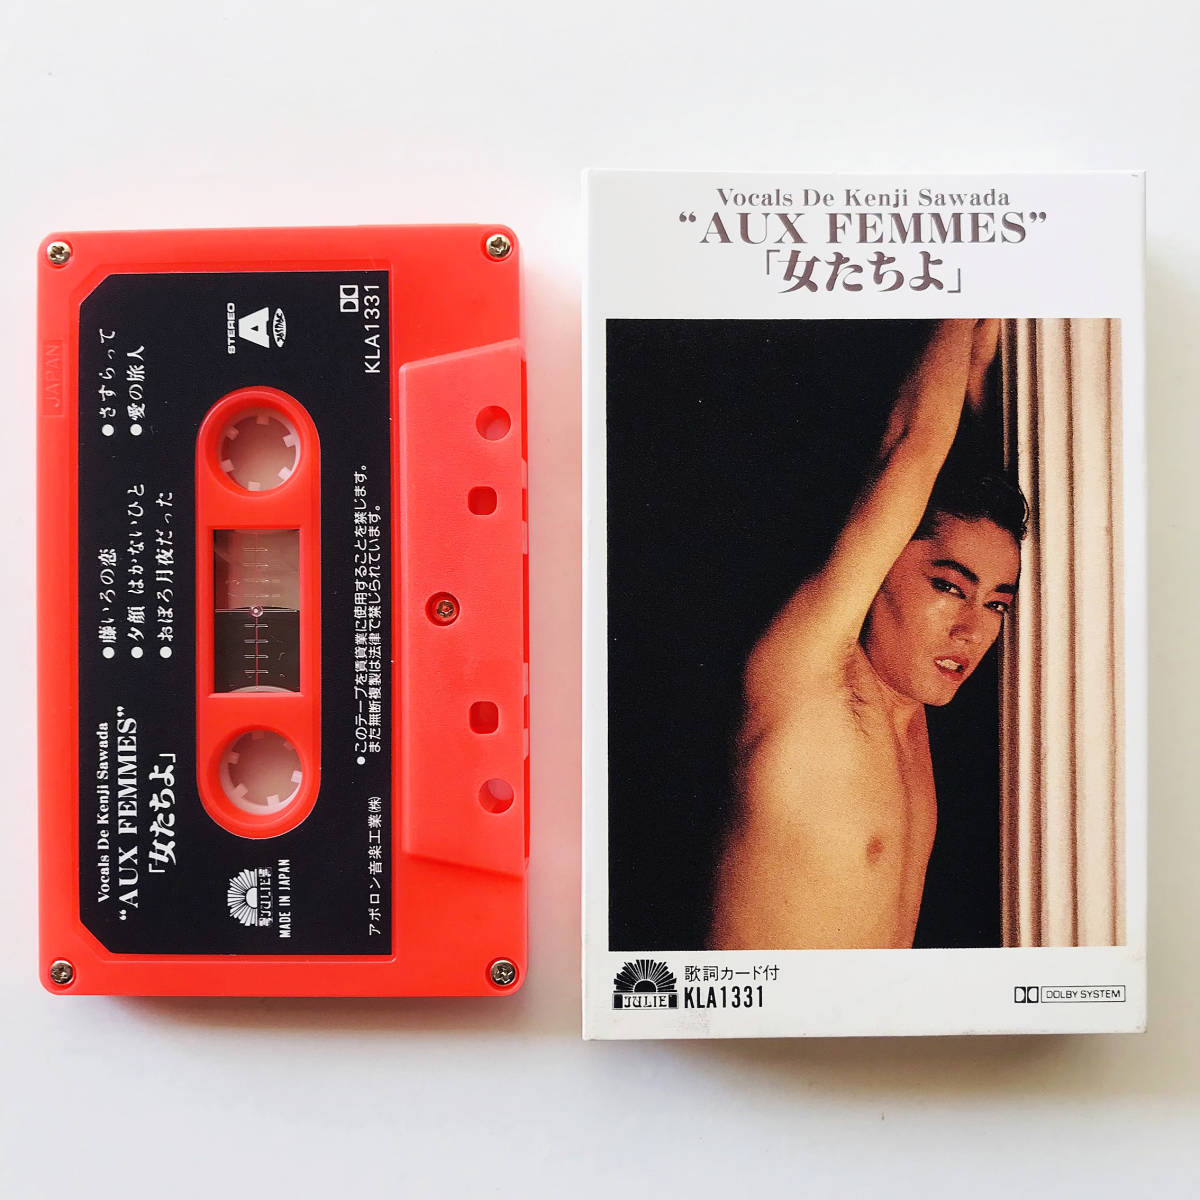 JAPAN
Vocals De Kenji Sawada
“AUX FEMMES”
「女たちよ」
●藤いろの恋
●夕顔 はかないひと
●おぼろ月夜だった
●さすらって
●愛の旅人
STEREO
A
JULIE
MADE IN JAPAN
●このテープを賃貸業に使用することを禁じます。
また無断複製は法律で禁じられています。
アポロン音楽工業(株)
KLA1331
Vocals De Kenji Sawada
“AUX FEMMES”
「女たちよ」
JULIE
歌詞カード付
KLA1331
DOLBY SYSTEM